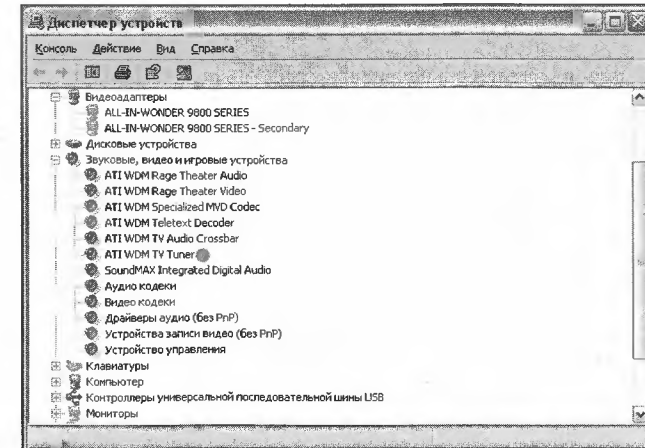 Диспетчер устройств
Консоль Действие Вид Справка
Видеоадаптеры
ALL-IN-WONDER 9800 SERIES
ALL-IN-WONDER 9800 SERIES - Secondary
Дисковые устройства
Звуковые, видео и игровые устройства
ATI WDM Rage Theater Audio
ATI WDM Rage Theater Video
ATI WDM Specialized MVD Codec
ATI WDM Teletext Decoder
ATI WDM TV Audio Crossbar
ATI WDM TV Tuner
SoundMAX Integrated Digital Audio
Аудио кодеки
Видео кодеки
Драйверы аудио (без PnP)
Устройства записи видео (без PnP)
Устройство управления
Клавиатуры
Компьютер
Контроллеры универсальной последовательной шины USB
Мониторы